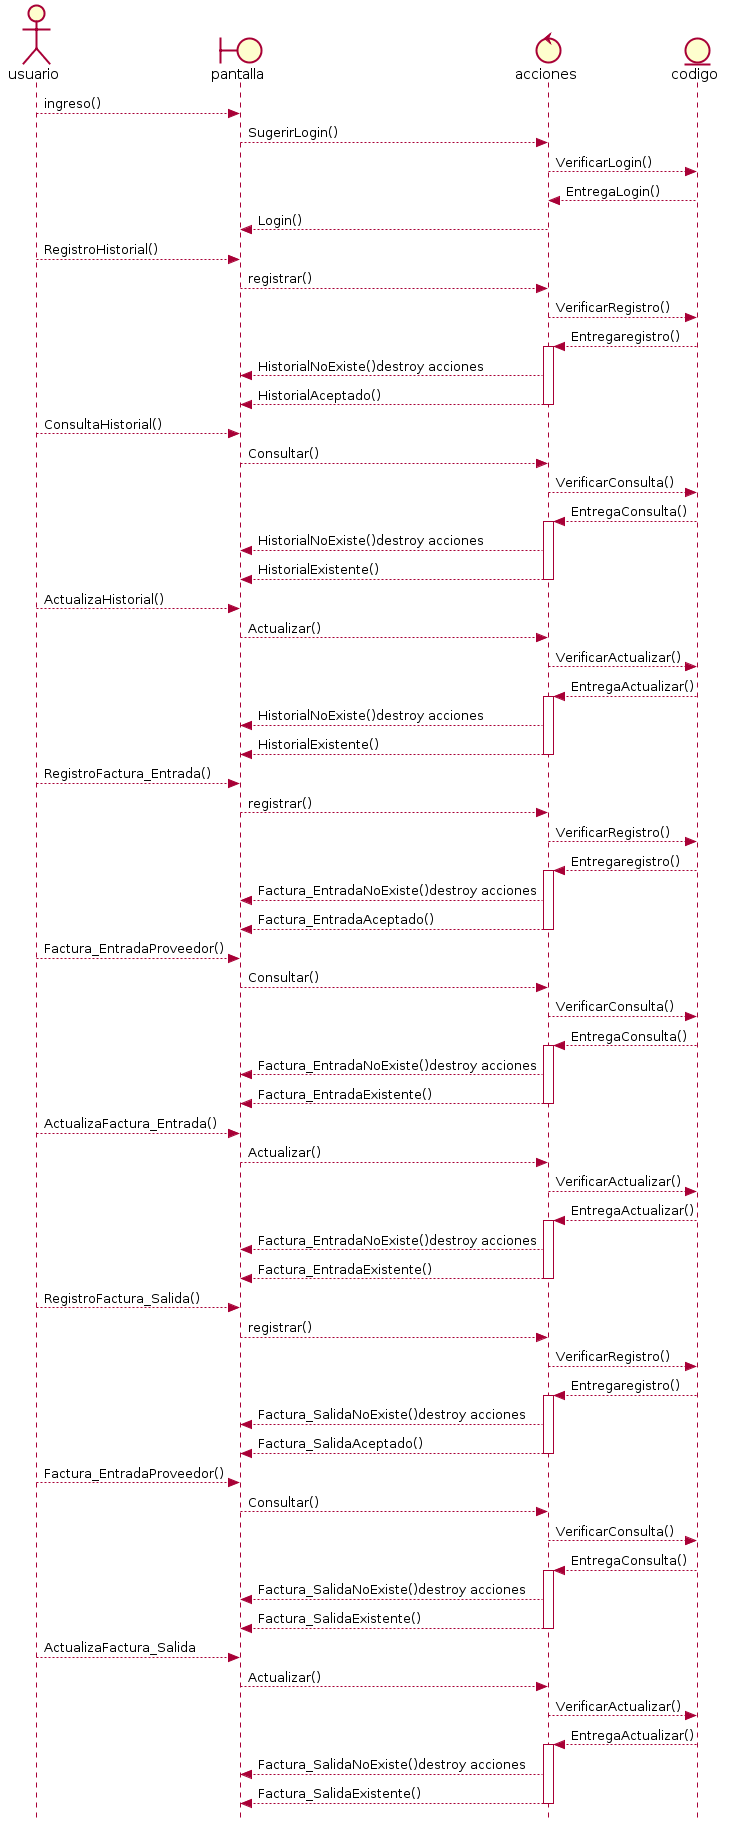 usuario
pantalla
acciones
codigo
ingreso()
SugerirLogin()
VerificarLogin()
EntregaLogin()
Login()
RegistroHistorial()
registrar()
VerificarRegistro()
Entregaregistro()
HistorialNoExiste()destroy acciones
HistorialAceptado()
ConsultaHistorial()
Consultar()
VerificarConsulta()
EntregaConsulta()
HistorialNoExiste()destroy acciones
HistorialExistente()
ActualizaHistorial()
Actualizar()
VerificarActualizar()
EntregaActualizar()
HistorialNoExiste()destroy acciones
HistorialExistente()
RegistroFactura_Entrada()
registrar()
VerificarRegistro()
Entregaregistro()
Factura_EntradaNoExiste()destroy acciones
Factura_EntradaAceptado()
Factura_EntradaProveedor()
Consultar()
VerificarConsulta()
EntregaConsulta()
Factura_EntradaNoExiste()destroy acciones
Factura_EntradaExistente()
ActualizaFactura_Entrada()
Actualizar()
VerificarActualizar()
EntregaActualizar()
Factura_EntradaNoExiste()destroy acciones
Factura_EntradaExistente()
RegistroFactura_Salida()
registrar()
VerificarRegistro()
Entregaregistro()
Factura_SalidaNoExiste()destroy acciones
Factura_SalidaAceptado()
Factura_EntradaProveedor()
Consultar()
VerificarConsulta()
EntregaConsulta()
Factura_SalidaNoExiste()destroy acciones
Factura_SalidaExistente()
ActualizaFactura_Salida
Actualizar()
VerificarActualizar()
EntregaActualizar()
Factura_SalidaNoExiste()destroy acciones
Factura_SalidaExistente()